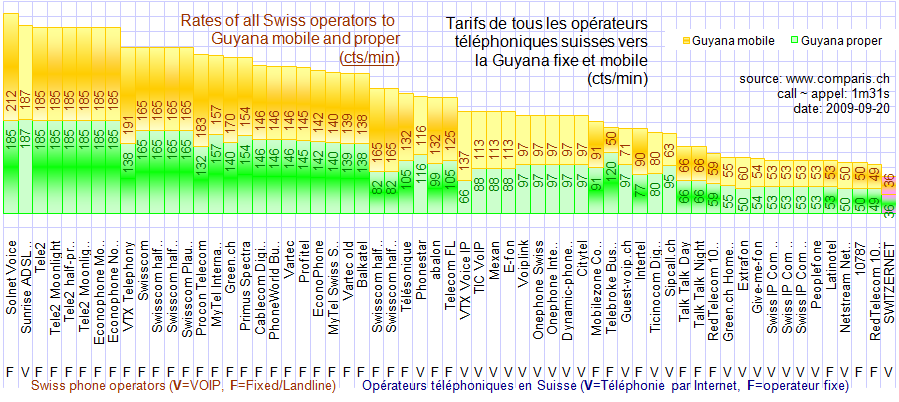 Rates of all Swiss operators to
Guyana mobile and proper
(cts/min)
Tarifs de tous les opérateurs
téléphoniques suisses vers
la Guyana fixe et mobile
(cts/min)
Guyana mobile
Guyana proper
source: www.comparis.ch
call ~ appel: 1m31s
date: 2009-09-20
212 187 185 185 185 185 185 185 191 165 165 165 165 183 157 170 154 146 146 146 145 142 140 139 138 165 165 132 116 132 125 137 113 113 113 97 97 97 97 97 91 50 71 90 80 63 66 66 59 55 60 54 53 53 53 53 53 50 50 49 36
185 187 185 185 185 185 185 185 138 165 165 165 165 132 157 140 154 146 146 146 145 142 140 139 138 82 82 105 116 99 105 66 88 88 88 97 97 97 97 97 91 120 97 77 80 95 66 66 59 55 50 54 53 53 53 53 53 50 50 49 36
Solnet Voice
Sunrise ADSL ..
Tele2
Tele2 Moonlight
Tele2 half-pr..
Tele2 Moonlig..
Econophone Mo..
Econophone No..
VTX Telephony
Swisscom
Swisscom half..
Swisscom half..
Swisscom Plau..
Procon Telecom
MyTel Interna..
Green.ch
Primus Spectra
Cablecom Digi..
PhoneWorld Bu..
Vartec
Profitel
EconoPhone
MyTel Swiss S..
Vartec old
Balkatel
Swisscom half..
Swisscom half..
Télésonique
Phonestar
abalon
Telecom FL
VTX Voice IP
TIC VoIP
Mexan
E-fon
Voiplink
Onephone Swiss
Onephone Inte..
Dynamic-phone..
Citytel
Mobilezone Co..
Telebroke Bus..
Guest-voip.ch
Intertel
Ticinocom Dig..
Sipcall.ch
Talk Talk Day
Talk Talk Night
RedTelecom 10..
Green.ch Home..
Extrafon
Give-me-fon
Swiss IP Com ..
Swiss IP Com ..
Swiss IP Com ..
Peoplefone
Latinotel
Netstream Net..
10787
RedTelecom 10..
SWITZERNET
F V F F F F F F F F F F F F F F F F F F F F F F F F F F V F F V V V V V V V V V F F V F F V F F F V V V V V V V F V F F V
Swiss phone operators (V=VOIP, F=Fixed/Landline)
Opérateurs téléphoniques en Suisse (V=Téléphonie par Internet, F=operateur fixe)